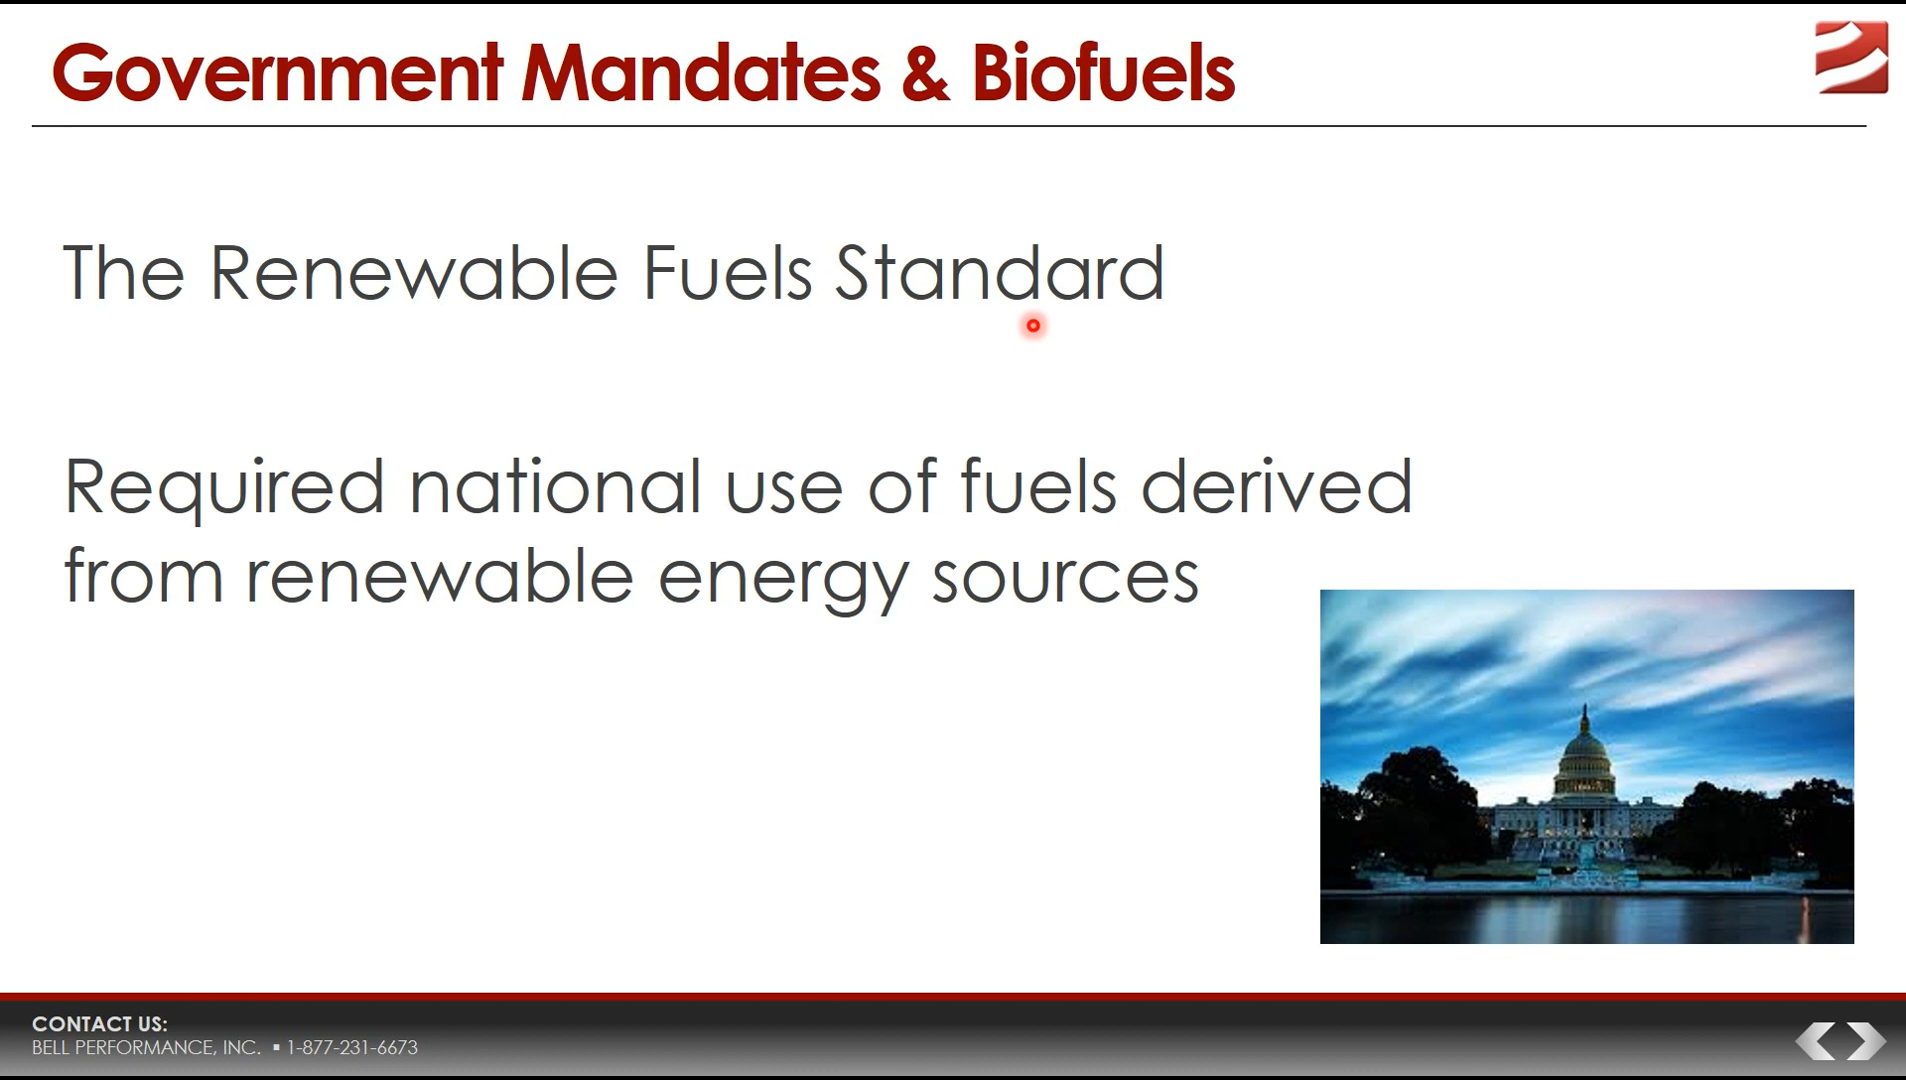 Government Mandates & Biofuels
The Renewable Fuels Standard
Required national use of fuels derived
from renewable energy sources
CONTACT US:
BELL PERFORMANCE, INC. ▪ 1-877-231-6673